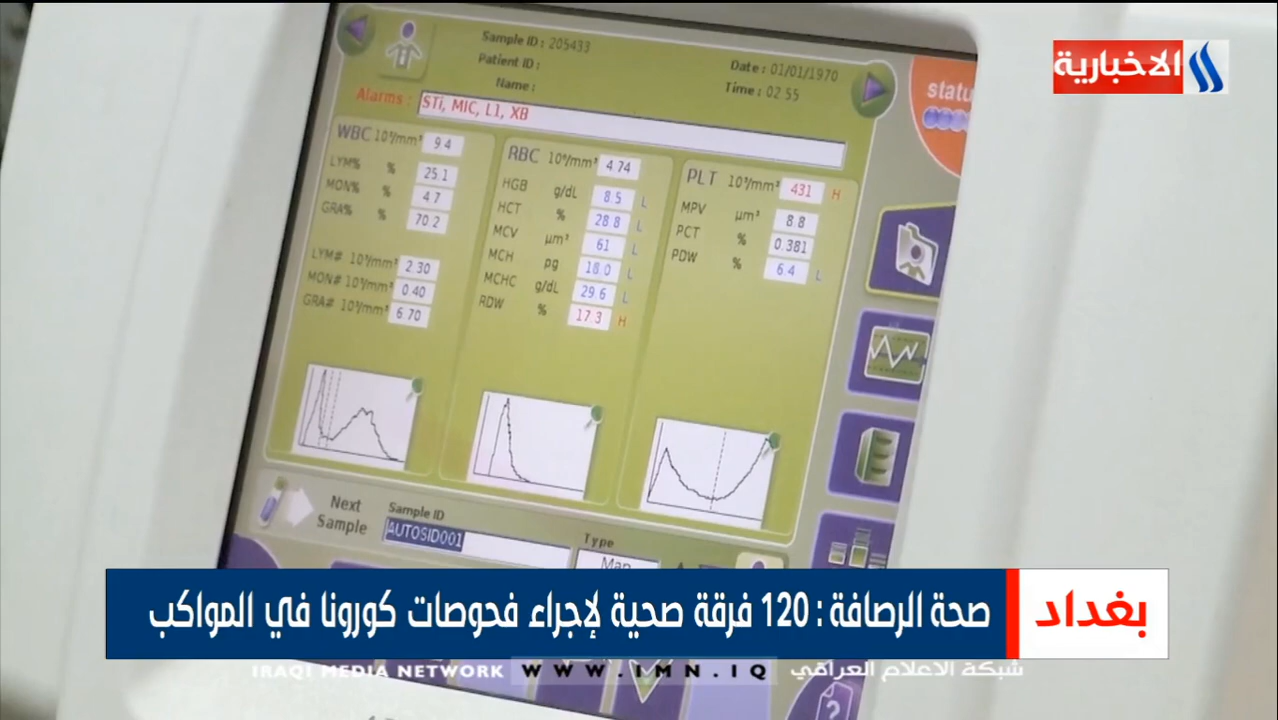 الاخبارية
Sample ID : 205433
Patient ID :
Name :
Date : 01/01/1970
Time : 02 55
Alarms : STi, MIC, L1, XB
WBC 10³/mm³ 9.4
LYM% % 25.1
MON% % 4.7
GRA% % 70.2
LYM# 10³/mm³ 2.30
MON# 10³/mm³ 0.40
GRA# 10³/mm³ 6.70
RBC 10⁶/mm³ 4.74
HGB g/dL 8.5 L
HCT % 28.8 L
MCV µm³ 61 L
MCH pg 18.0 L
MCHC g/dL 29.6 L
RDW % 17.3 H
PLT 10³/mm³ 431 H
MPV µm³ 8.8
PCT % 0.381
PDW % 6.4 L
Next
Sample
Sample ID
AUTOSID001
Type
بغداد
صحة الرصافة : 120 فرقة صحية لإجراء فحوصات كورونا في المواكب
IRAQI MEDIA NETWORK WWW.IMN.IQ شبكة الاعلام العراقي